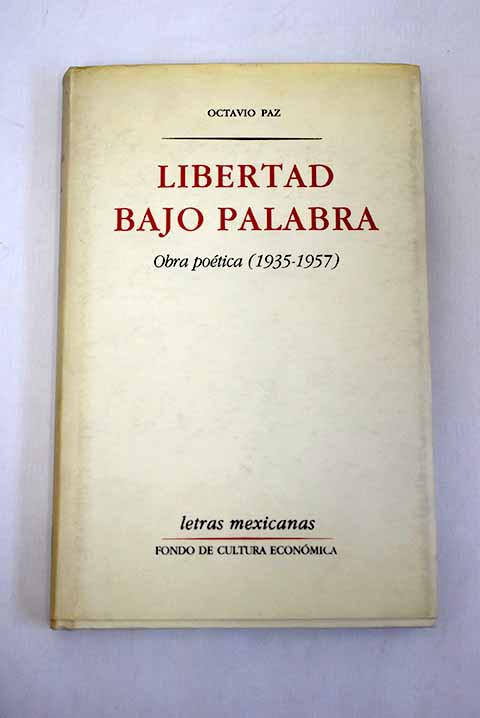 OCTAVIO PAZ
LIBERTAD
BAJO PALABRA
Obra poética (1935-1957)
letras mexicanas
FONDO DE CULTURA ECONÓMICA